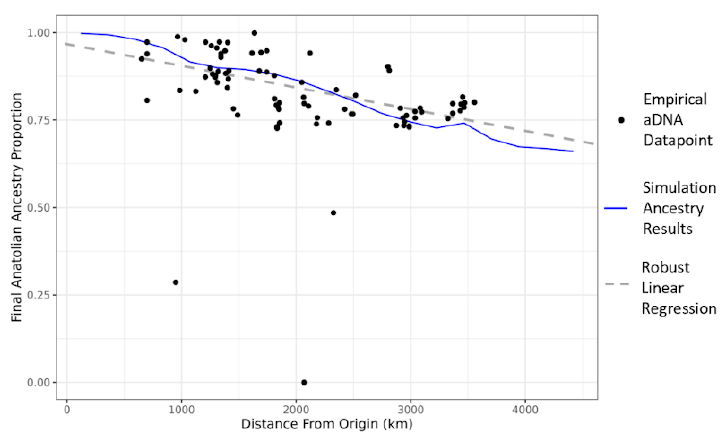 1.00
0.75
0.50
0.25
0.00
Final Anatolian Ancestry Proportion
0
1000
2000
3000
4000
Distance From Origin (km)
Empirical
aDNA
Datapoint
Simulation
Ancestry
Results
Robust
Linear
Regression